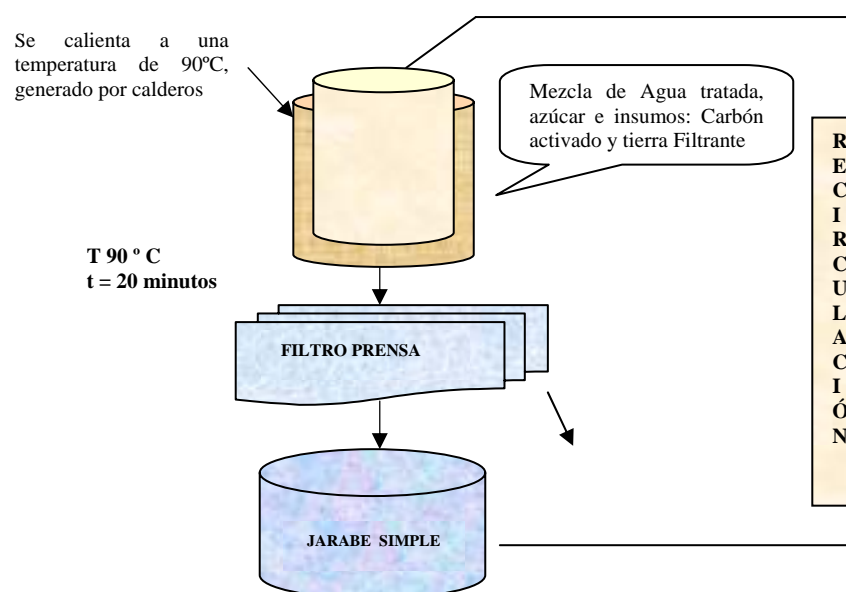 Se calienta a una
temperatura de 90ºC,
generado por calderos
Mezcla de Agua tratada,
azúcar e insumos: Carbón
activado y tierra Filtrante
T 90 º C
t = 20 minutos
FILTRO PRENSA
JARABE SIMPLE
R
E
C
I
R
C
U
L
A
C
I
Ó
N